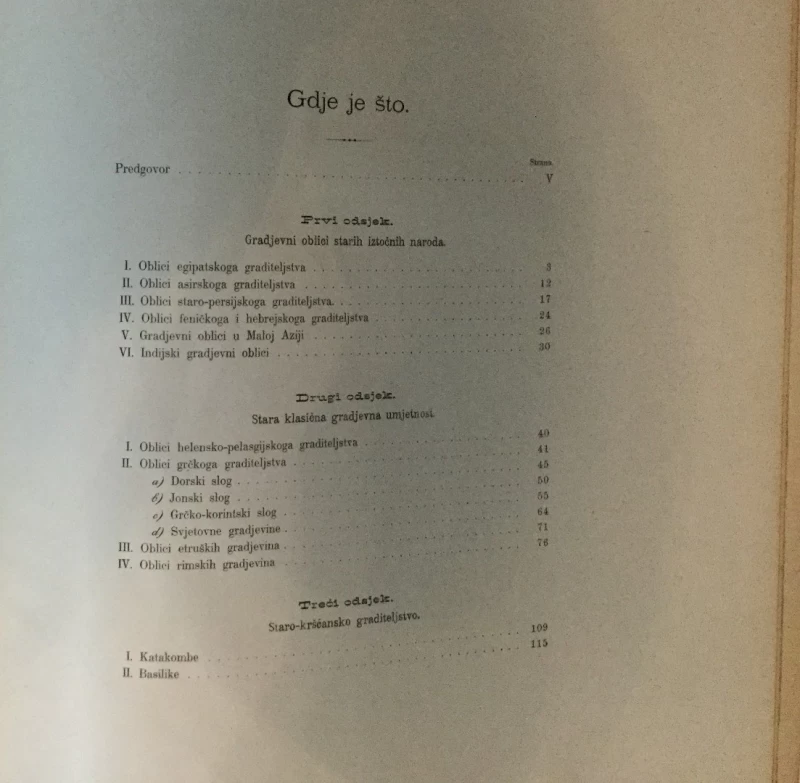 Gdje je što.
Strana.
Predgovor . . . . . . . . . . . . . . . . . . . . . . . . . V
Prvi odsjek.
Gradjevni oblici starih iztočnih naroda.
I. Oblici egipatskoga graditeljstva . . . . . . . . . . . . . . . 3
II. Oblici asirskoga graditeljstva . . . . . . . . . . . . . . . 12
III. Oblici staro-persijskoga graditeljstva. . . . . . . . . . . . . . 17
IV. Oblici feničkoga i hebrejskoga graditeljstva . . . . . . . . . . . 24
V. Gradjevni oblici u Maloj Aziji . . . . . . . . . . . . . . . 26
VI. Indijski gradjevni oblici . . . . . . . . . . . . . . . . . 30
Drugi odsjek.
Stara klasična gradjevna umjetnost.
I. Oblici helensko-pelasgijskoga graditeljstva . . . . . . . . . . . 40
II. Oblici grčkoga graditeljstva . . . . . . . . . . . . . . . . 41
a) Dorski slog . . . . . . . . . . . . . . . . . . . 45
b) Jonski slog . . . . . . . . . . . . . . . . . . . 50
c) Grčko-korintski slog . . . . . . . . . . . . . . . . 55
d) Svjetovne gradjevine . . . . . . . . . . . . . . . . 64
III. Oblici etruških gradjevina . . . . . . . . . . . . . . . . 71
IV. Oblici rimskih gradjevina . . . . . . . . . . . . . . . . 76
Treći odsjek.
Staro-kršćansko graditeljstvo.
I. Katakombe . . . . . . . . . . . . . . . . . . . . . 109
II. Basilike . . . . . . . . . . . . . . . . . . . . . . 115